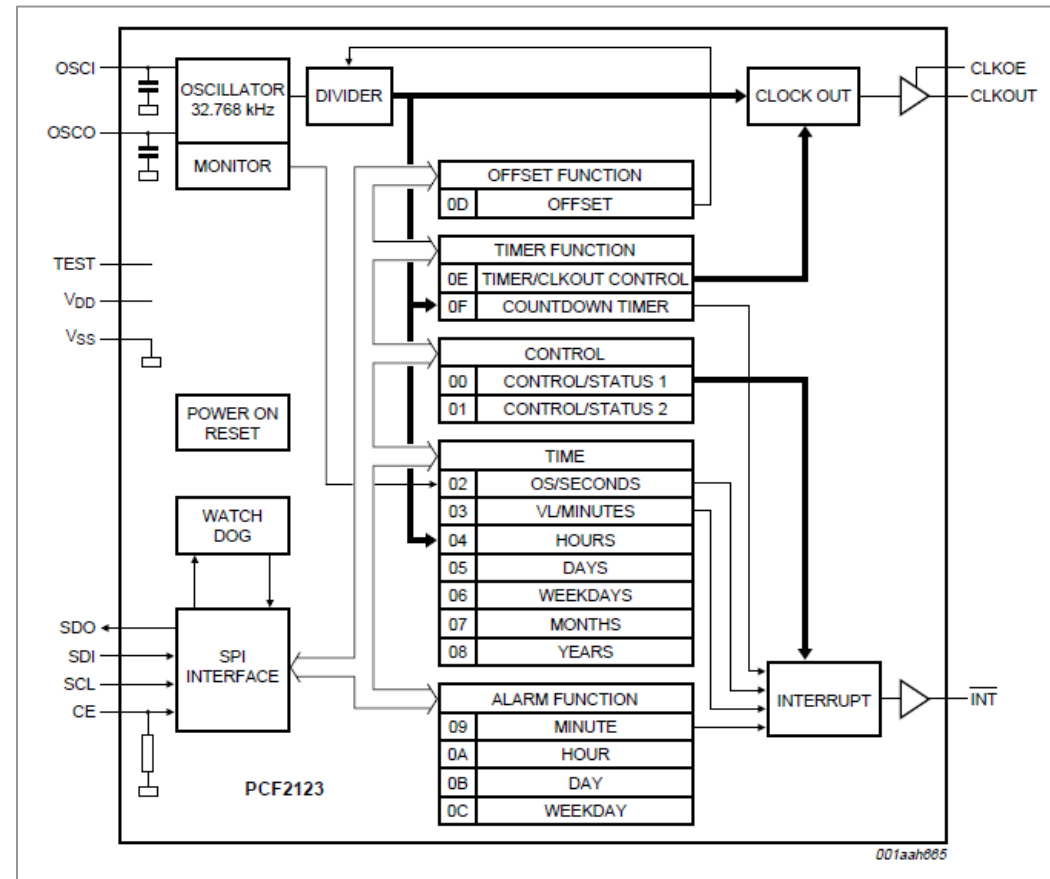 OSCI
OSCO
OSCILLATOR
32.768 kHz
MONITOR
DIVIDER
CLOCK OUT
CLKOE
CLKOUT
OFFSET FUNCTION
0D OFFSET
TIMER FUNCTION
0E TIMER/CLKOUT CONTROL
0F COUNTDOWN TIMER
TEST
VDD
VSS
CONTROL
00 CONTROL/STATUS 1
01 CONTROL/STATUS 2
POWER ON
RESET
TIME
02 OS/SECONDS
03 VL/MINUTES
04 HOURS
05 DAYS
06 WEEKDAYS
07 MONTHS
08 YEARS
WATCH
DOG
SDO
SDI
SCL
CE
SPI
INTERFACE
ALARM FUNCTION
09 MINUTE
0A HOUR
0B DAY
0C WEEKDAY
INTERRUPT
INT
PCF2123
001aah665